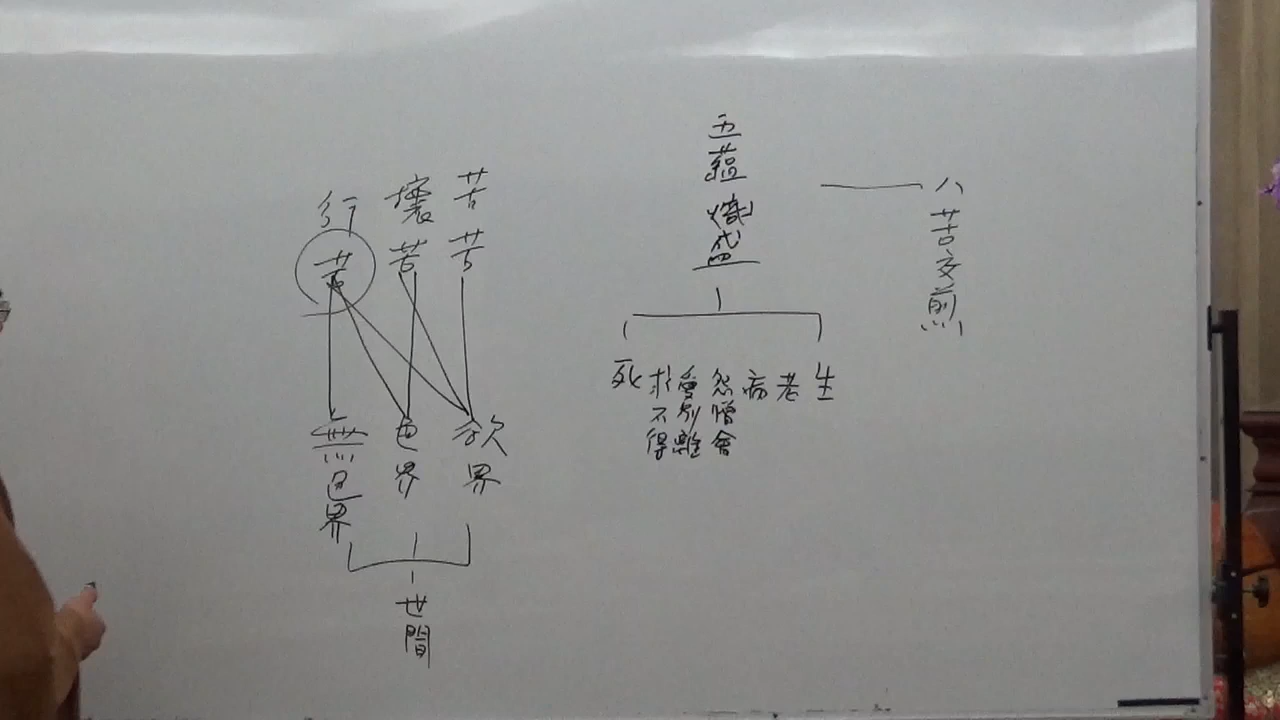 八苦交煎
五蘊熾盛
生
老
病
怨憎會
愛別離
求不得
死
苦苦
壞苦
行苦
欲界
色界
無色界
世間